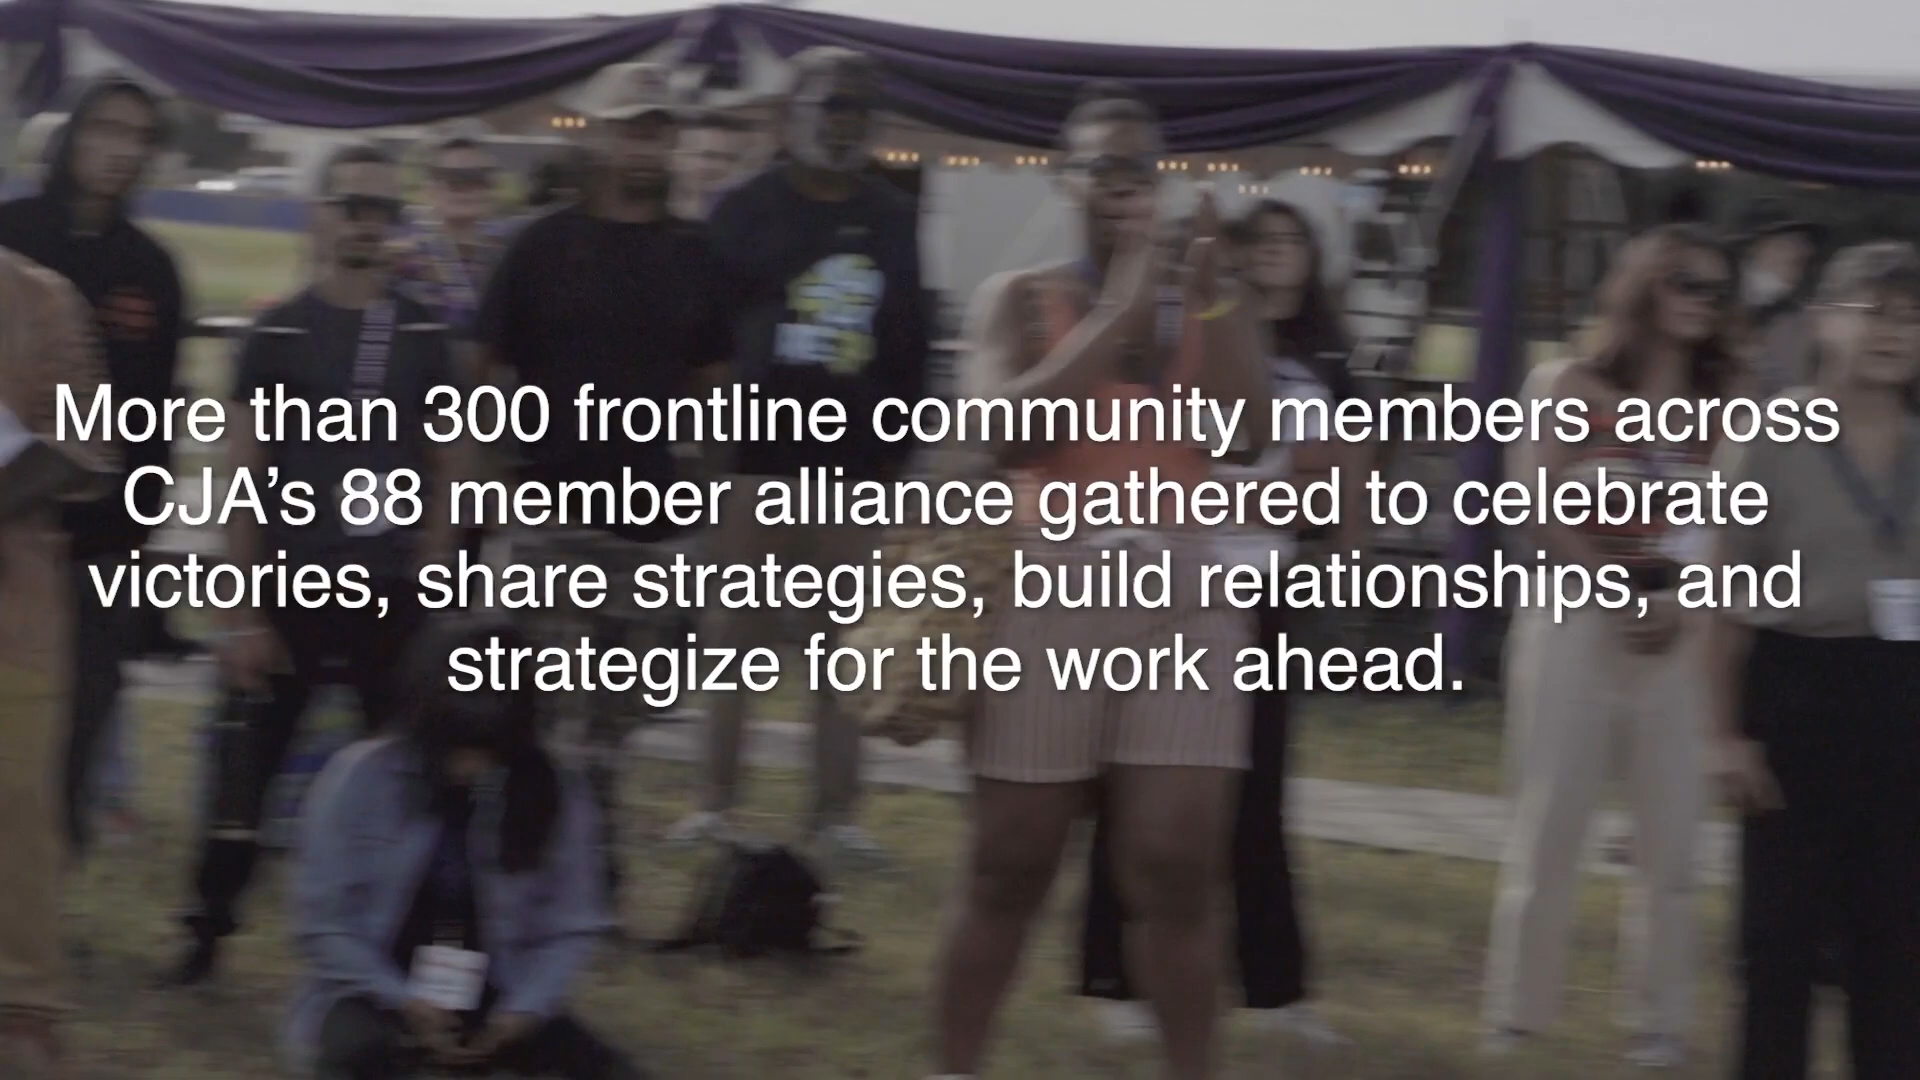 More than 300 frontline community members across
CJA’s 88 member alliance gathered to celebrate
victories, share strategies, build relationships, and
strategize for the work ahead.